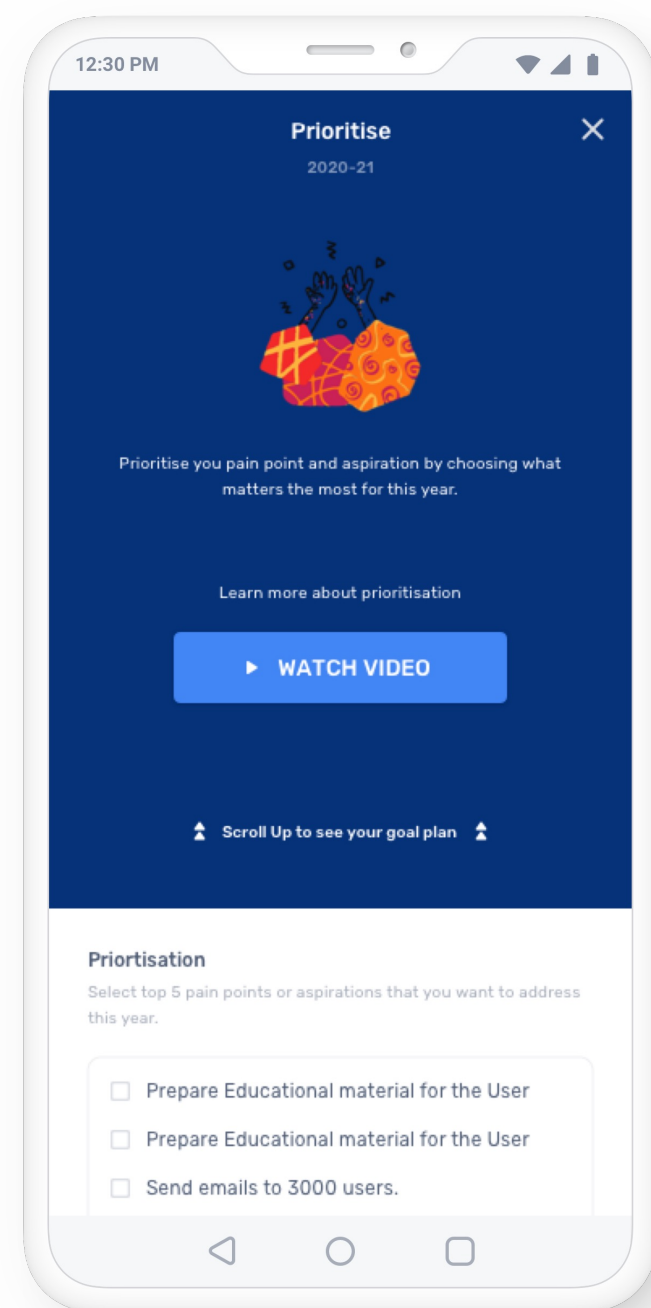 12:30 PM
Prioritise
2020-21
Prioritise you pain point and aspiration by choosing what
matters the most for this year.
Learn more about prioritisation
WATCH VIDEO
Scroll Up to see your goal plan
Priortisation
Select top 5 pain points or aspirations that you want to address
this year.
Prepare Educational material for the User
Prepare Educational material for the User
Send emails to 3000 users.